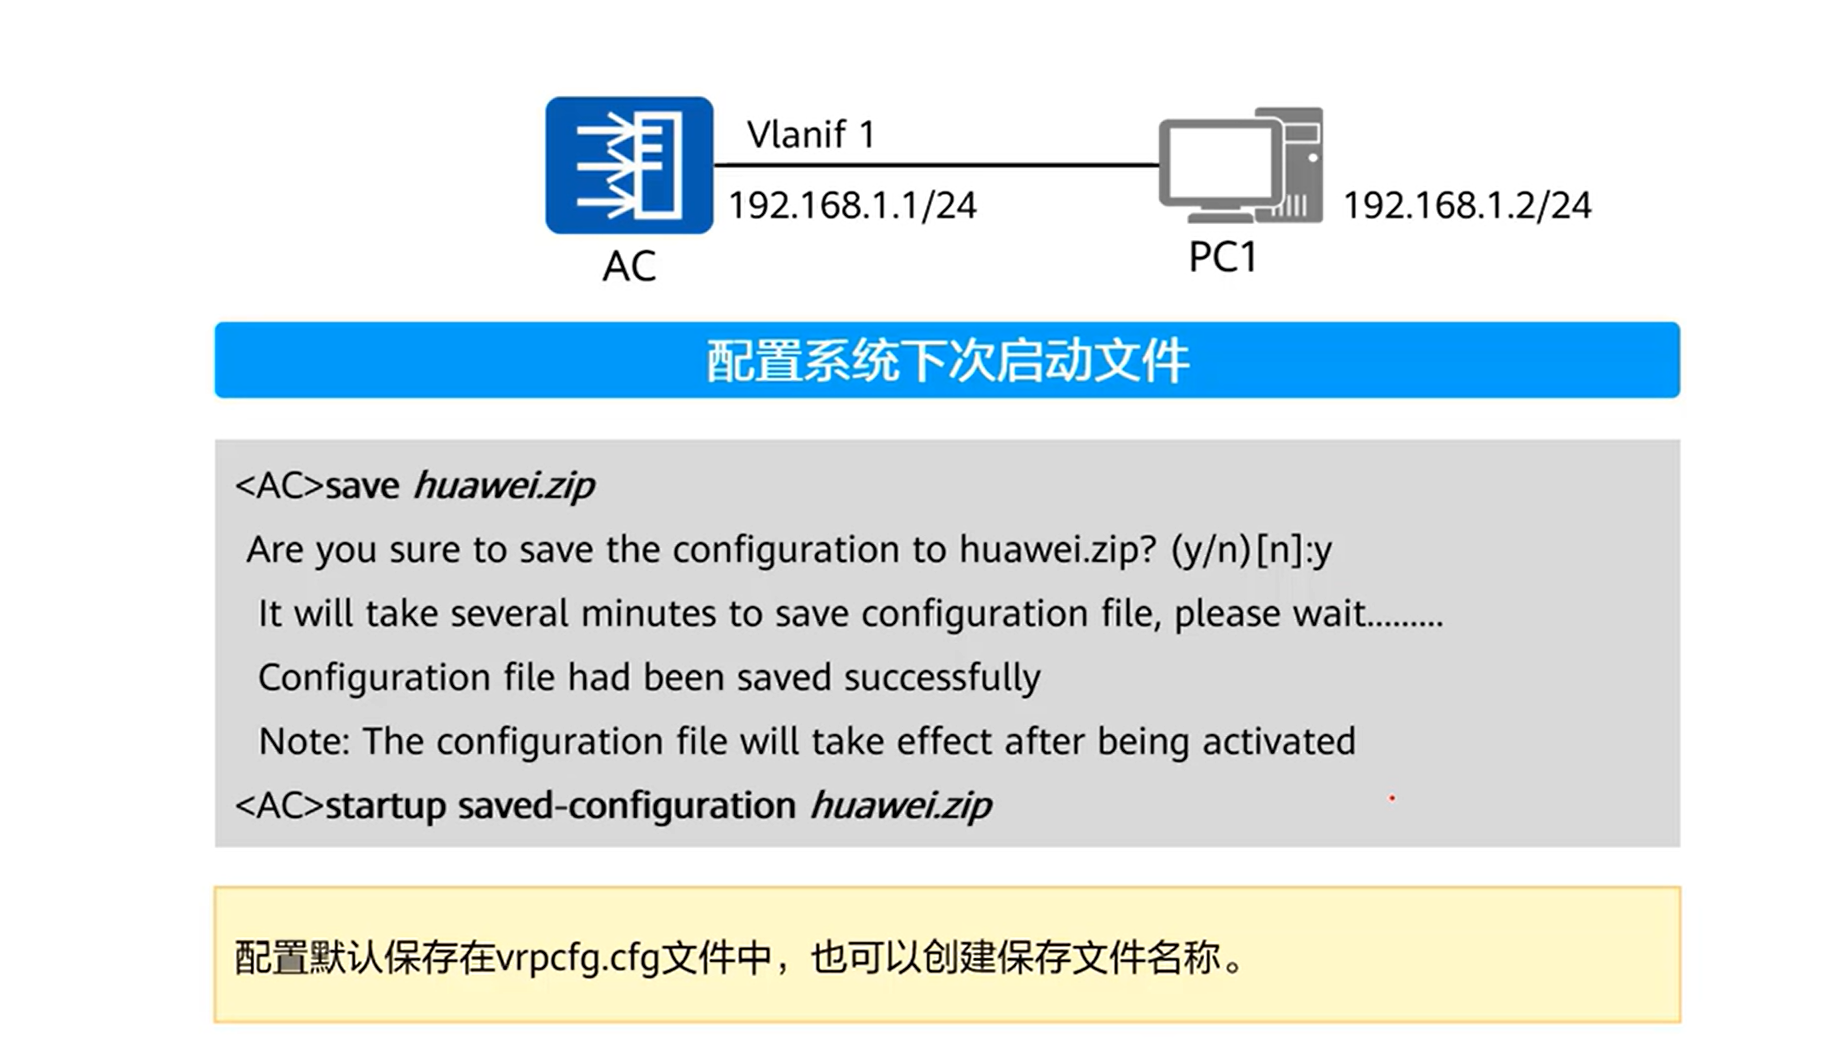 Vlanif 1
192.168.1.1/24
192.168.1.2/24
AC
PC1
配置系统下次启动文件
<AC>save huawei.zip
Are you sure to save the configuration to huawei.zip? (y/n)[n]:y
It will take several minutes to save configuration file, please wait.........
Configuration file had been saved successfully
Note: The configuration file will take effect after being activated
<AC>startup saved-configuration huawei.zip
配置默认保存在vrpcfg.cfg文件中，也可以创建保存文件名称。